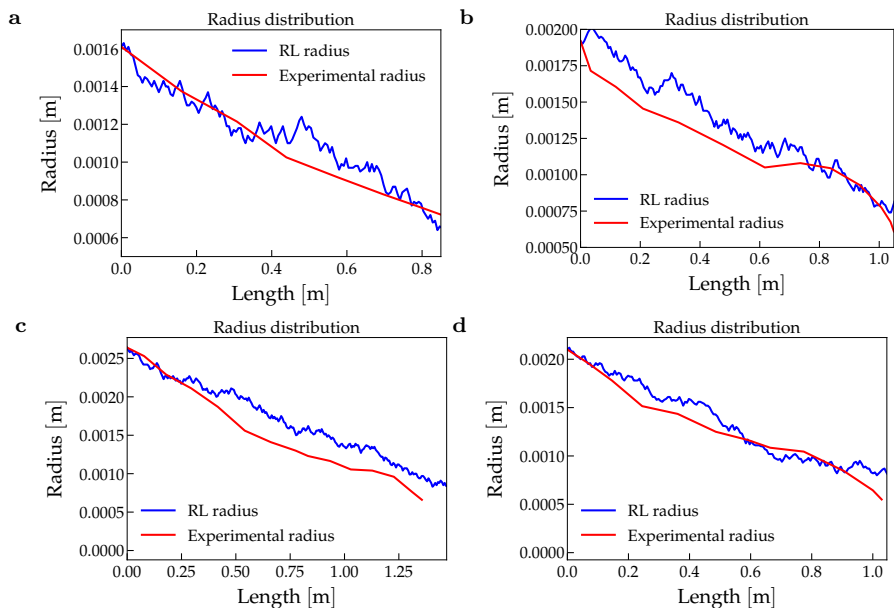 a
Radius distribution
0.0016
0.0014
0.0012
0.0010
0.0008
0.0006
Radius [m]
RL radius
Experimental radius
0.0
0.2
0.4
0.6
0.8
Length [m]
b
Radius distribution
0.00200
0.00175
0.00150
0.00125
0.00100
0.00075
0.00050
Radius [m]
RL radius
Experimental radius
0.0
0.2
0.4
0.6
0.8
1.0
Length [m]
c
Radius distribution
0.0025
0.0020
0.0015
0.0010
0.0005
0.0000
Radius [m]
RL radius
Experimental radius
0.00
0.25
0.50
0.75
1.00
1.25
Length [m]
d
Radius distribution
0.0020
0.0015
0.0010
0.0005
0.0000
Radius [m]
RL radius
Experimental radius
0.0
0.2
0.4
0.6
0.8
1.0
Length [m]